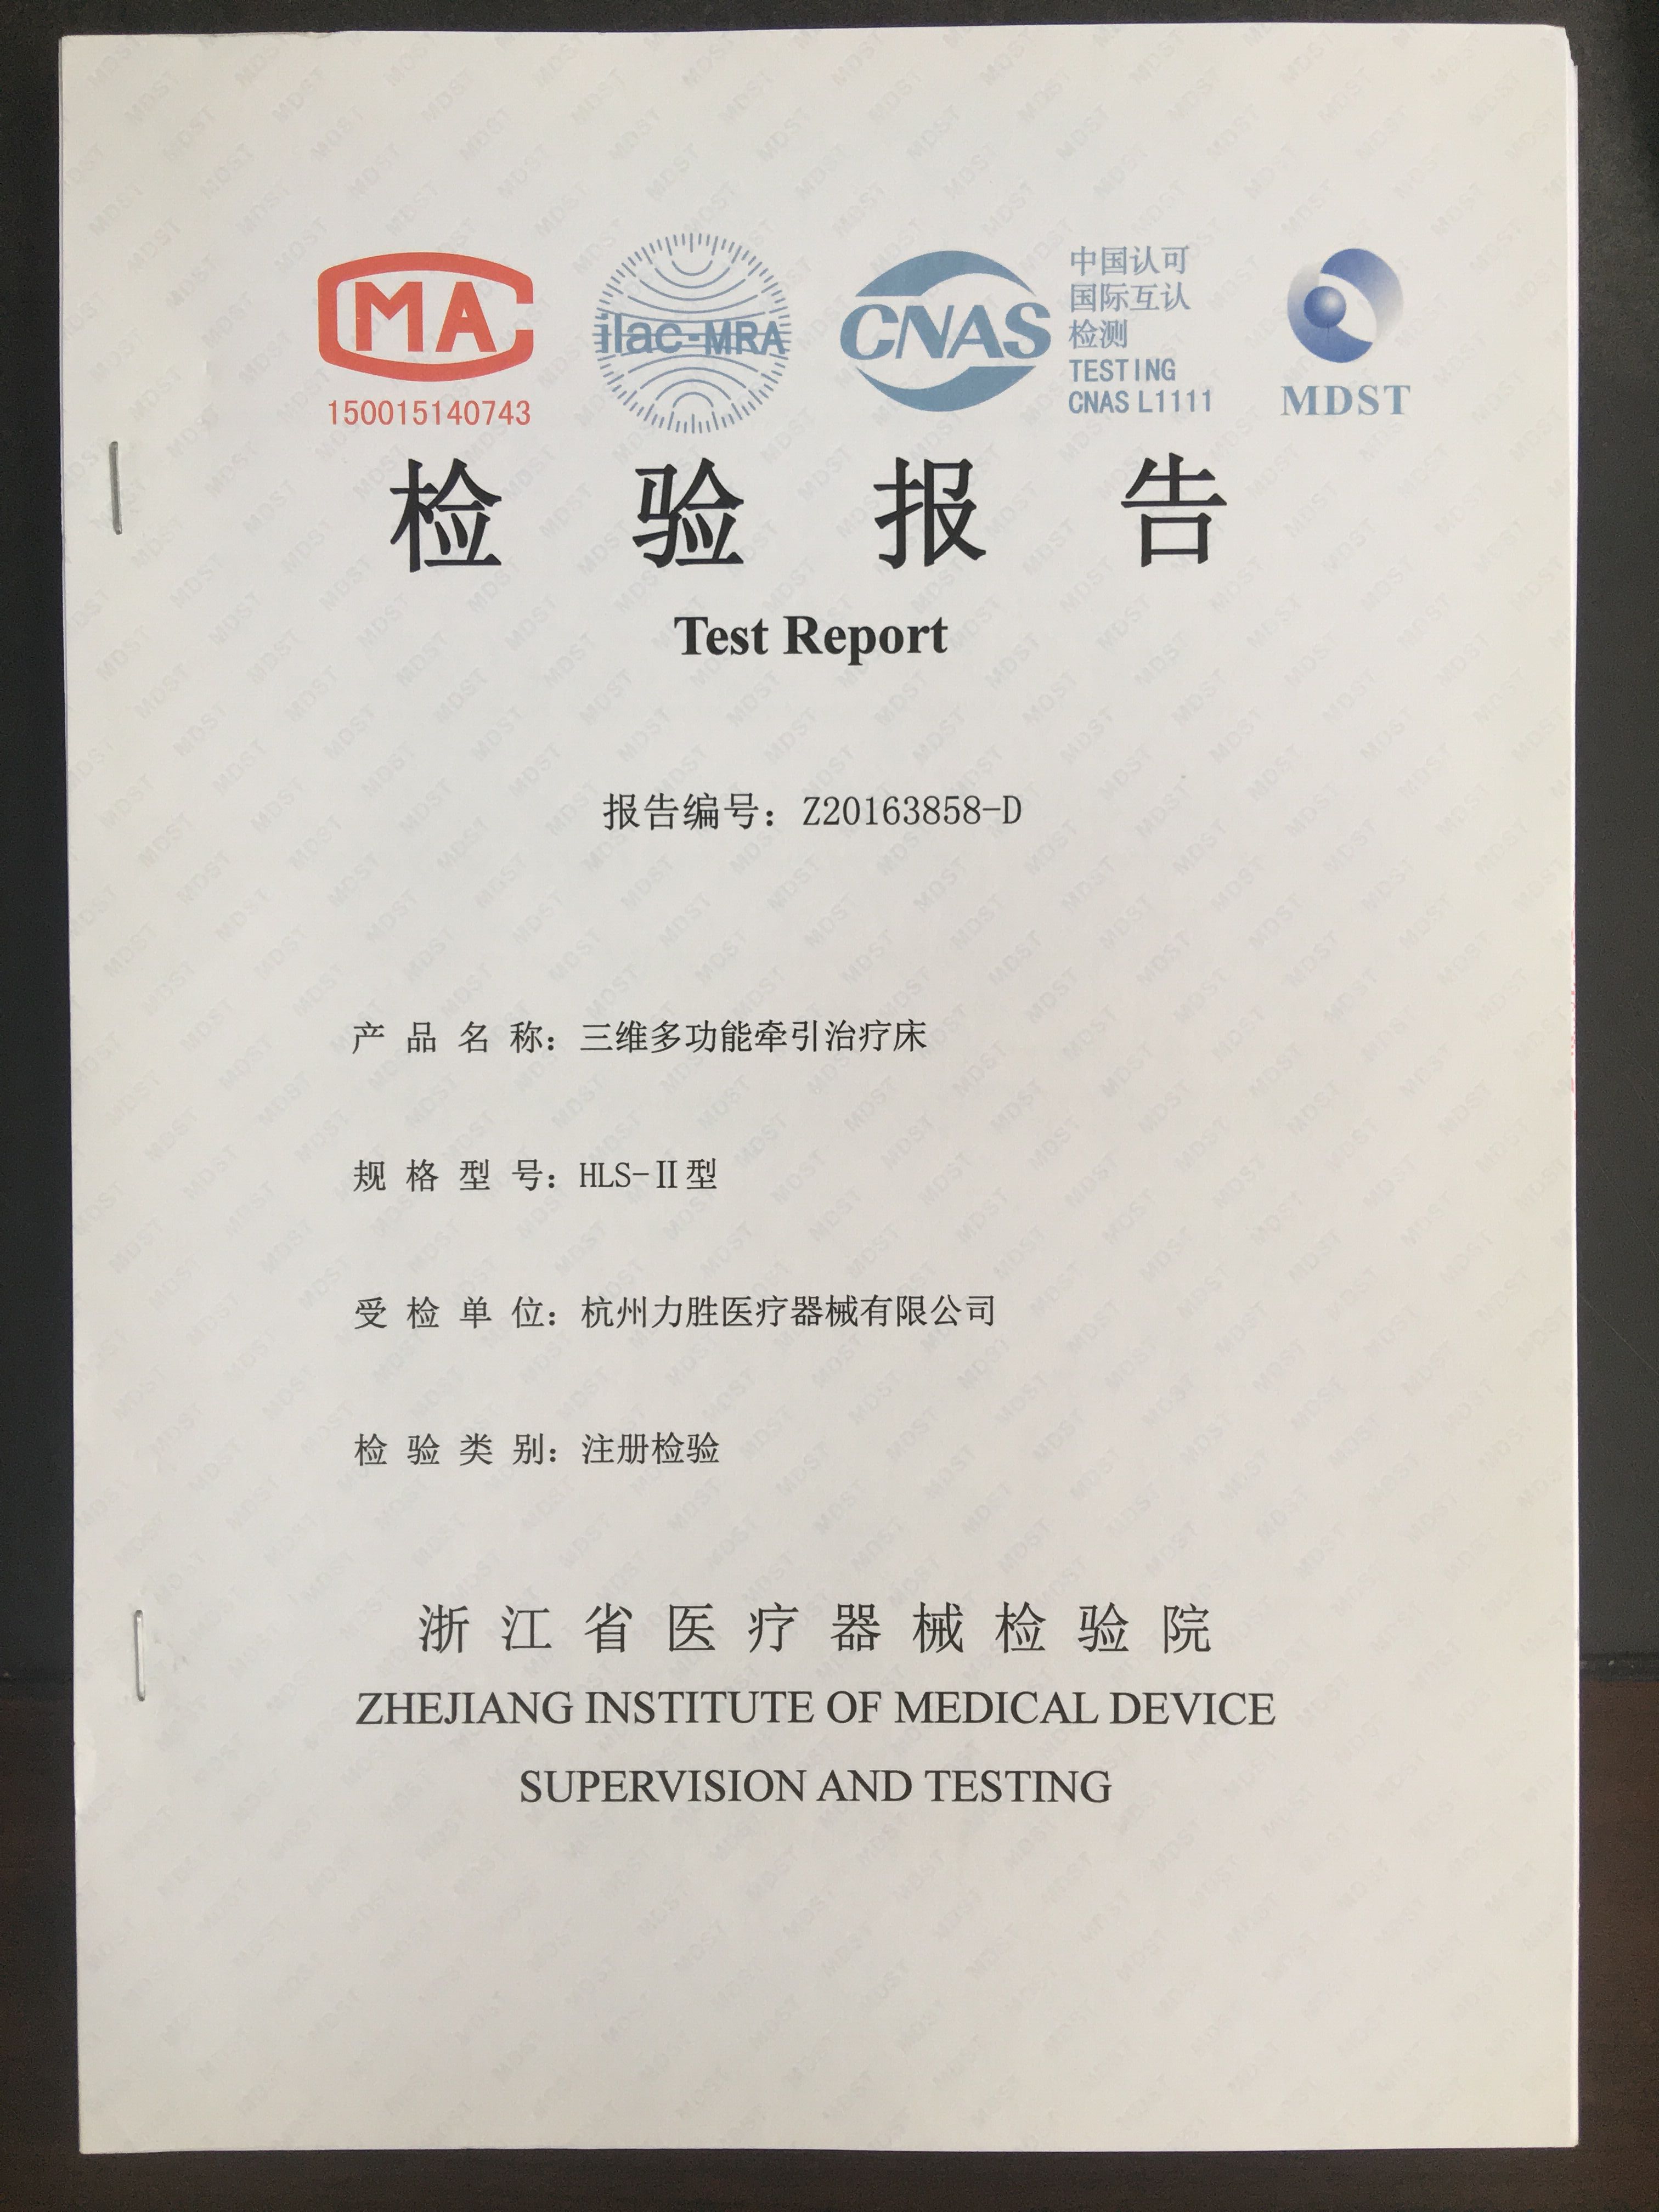 MA
150015140743
ilac-MRA
CNAS
中国认可
国际互认
检测
TESTING
CNAS L1111
MDST
检验报告
Test Report
报告编号：Z20163858-D
产品名称：三维多功能牵引治疗床
规格型号：HLS-Ⅱ型
受检单位：杭州力胜医疗器械有限公司
检验类别：注册检验
浙江省医疗器械检验院
ZHEJIANG INSTITUTE OF MEDICAL DEVICE
SUPERVISION AND TESTING